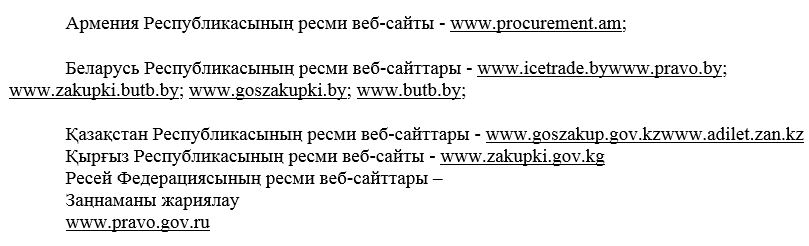 Армения Республикасының ресми веб-сайты - www.procurement.am;
Беларусь Республикасының ресми веб-сайттары - www.icetrade.bywww.pravo.by;
www.zakupki.butb.by; www.goszakupki.by; www.butb.by;
Қазақстан Республикасының ресми веб-сайттары - www.goszakup.gov.kzwww.adilet.zan.kz
Қырғыз Республикасының ресми веб-сайты - www.zakupki.gov.kg
Ресей Федерациясының ресми веб-сайттары –
Заңнаманы жариялау
www.pravo.gov.ru